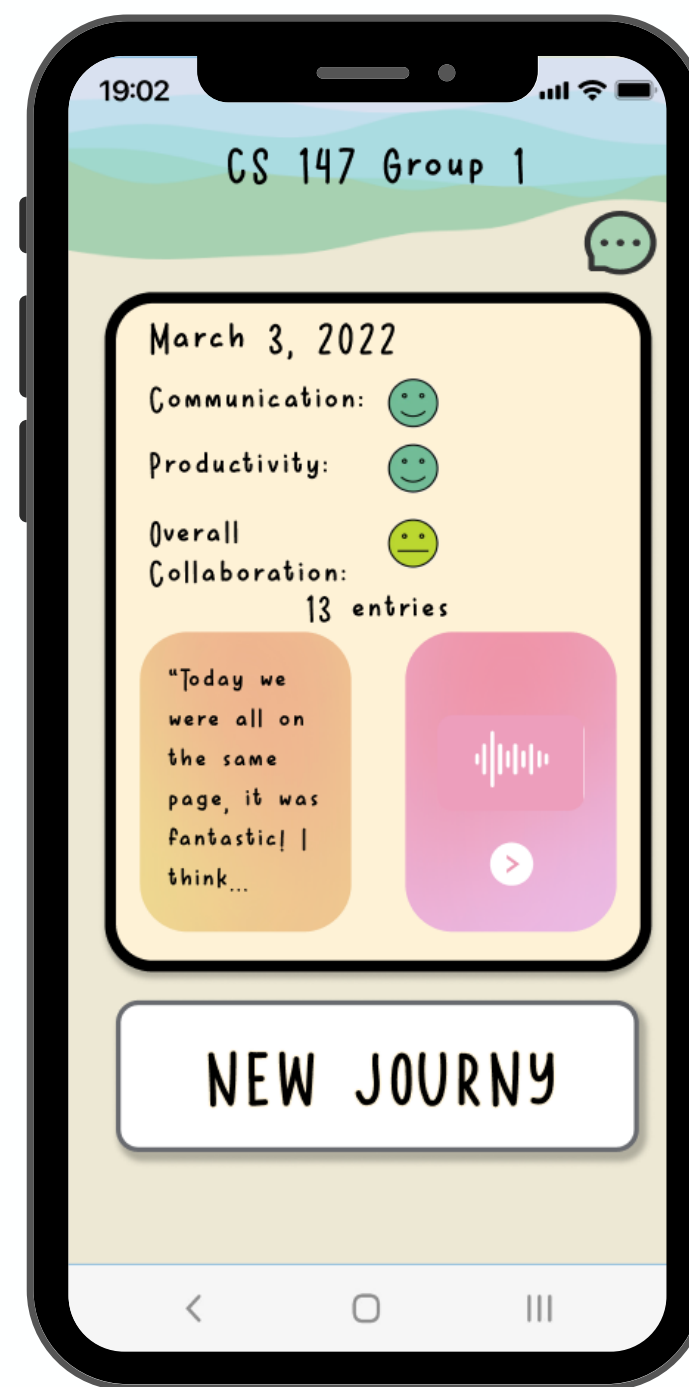 19:02
CS 147 Group 1
March 3, 2022
Communication:
Productivity:
Overall
Collaboration:
13 entries
“Today we
were all on
the same
page, it was
fantastic! I
think...
NEW JOURNY